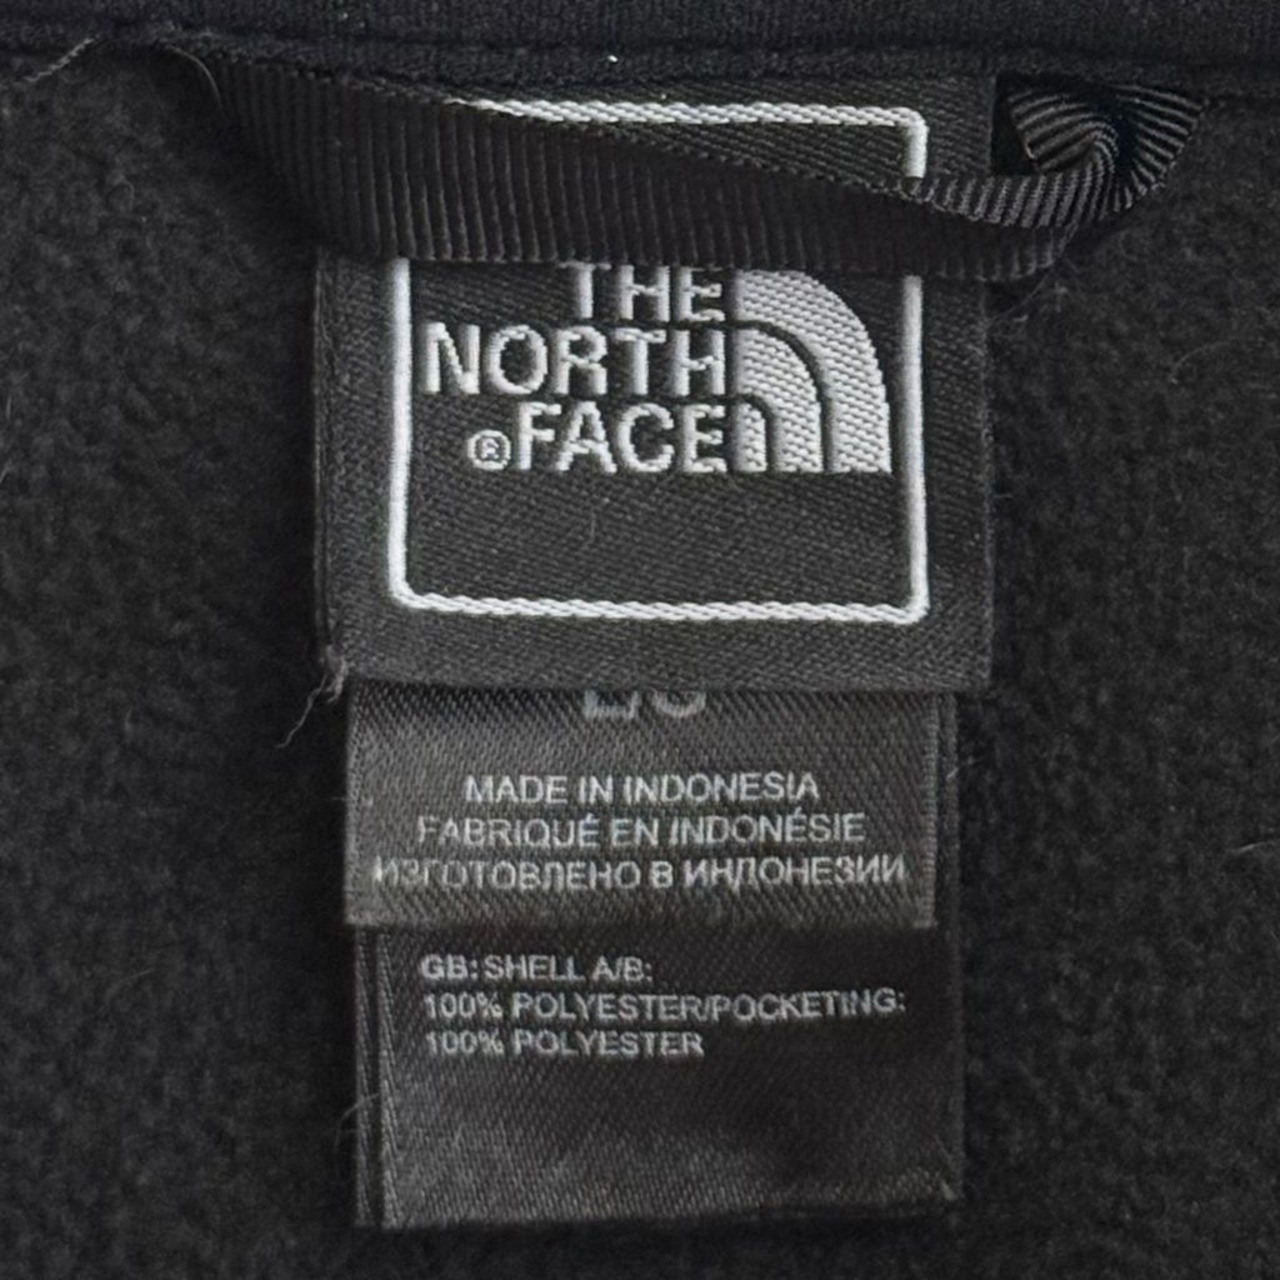 THE
NORTH
®FACE
MADE IN INDONESIA
FABRIQUÉ EN INDONÉSIE
ИЗГОТОВЛЕНО В ИНДОНЕЗИИ
GB: SHELL A/B:
100% POLYESTER/POCKETING:
100% POLYESTER